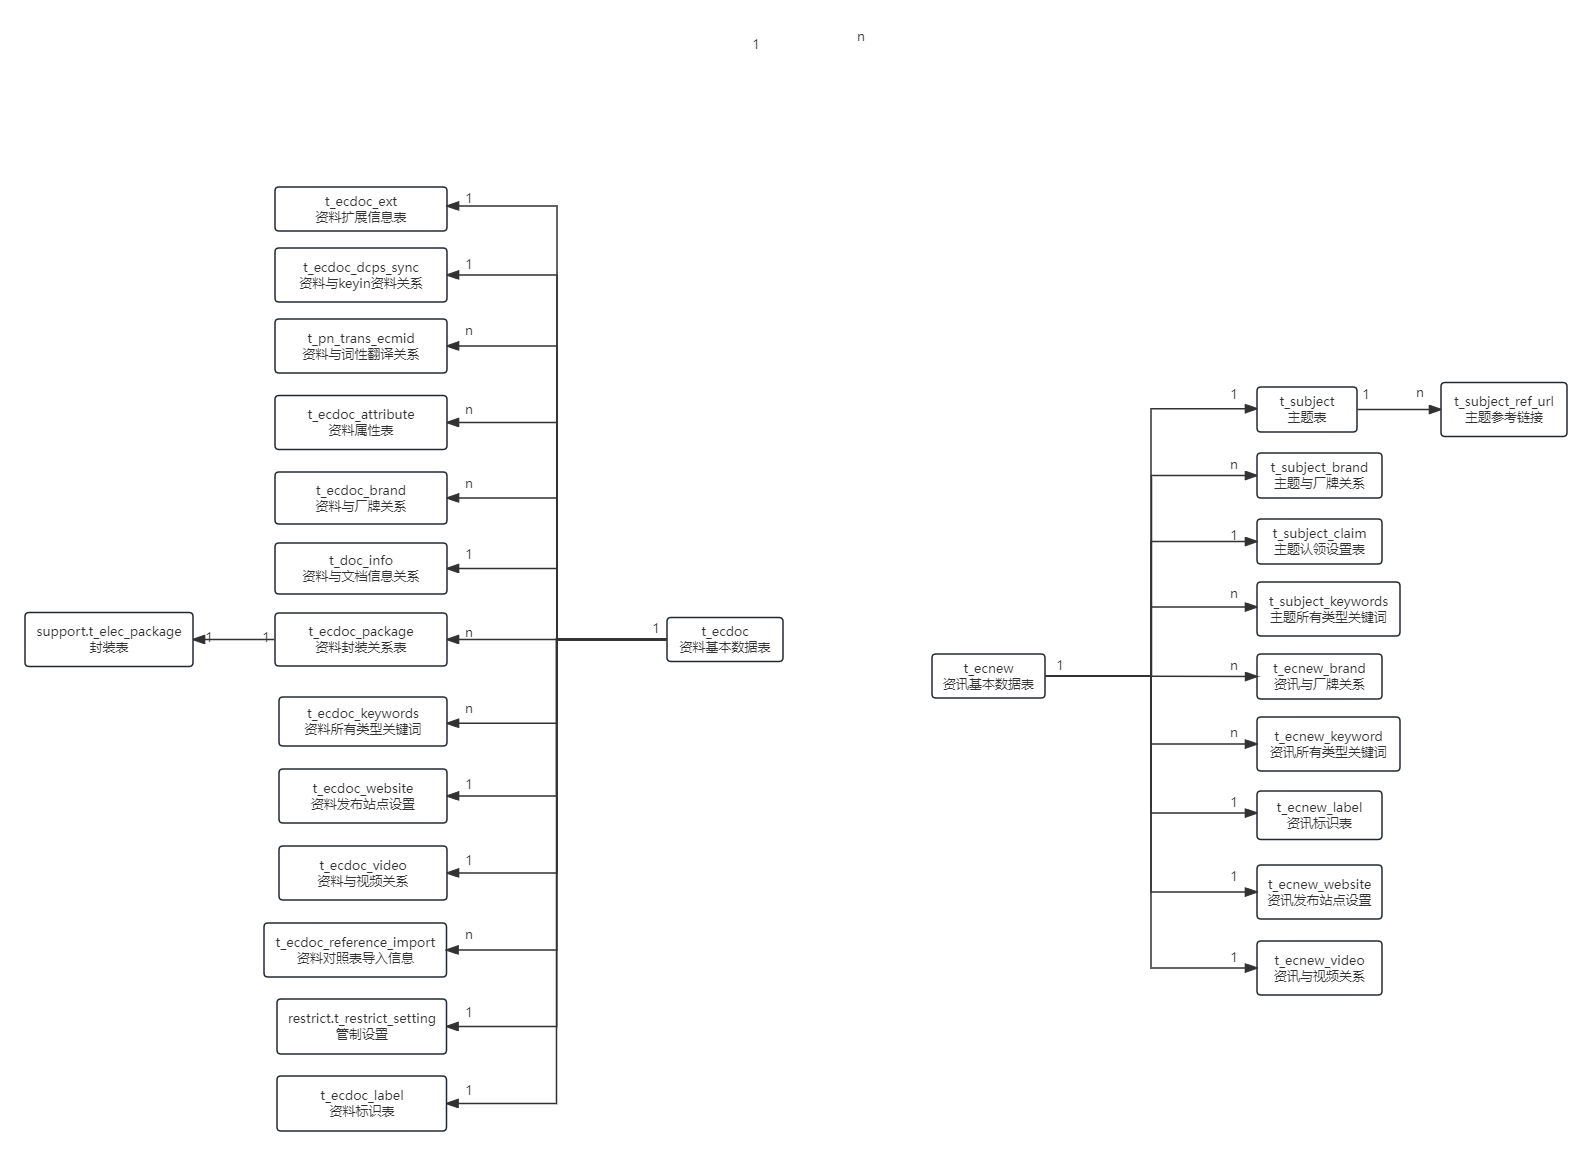 1
n
t_ecdoc_ext
资料扩展信息表
1
t_ecdoc_dcps_sync
资料与keyin资料关系
1
t_pn_trans_ecmid
资料与词性翻译关系
n
t_ecdoc_attribute
资料属性表
n
t_ecdoc_brand
资料与厂牌关系
n
t_doc_info
资料与文档信息关系
1
support.t_elec_package
封装表
1
1
t_ecdoc_package
资料封装关系表
n
t_ecdoc_keywords
资料所有类型关键词
n
t_ecdoc_website
资料发布站点设置
1
t_ecdoc_video
资料与视频关系
1
t_ecdoc_reference_import
资料对照表导入信息
n
restrict.t_restrict_setting
管制设置
1
t_ecdoc_label
资料标识表
1
1
t_ecdoc
资料基本数据表
t_ecnew
资讯基本数据表
1
1
t_subject
主题表
1
n
t_subject_ref_url
主题参考链接
n
t_subject_brand
主题与厂牌关系
1
t_subject_claim
主题认领设置表
n
t_subject_keywords
主题所有类型关键词
n
t_ecnew_brand
资讯与厂牌关系
n
t_ecnew_keyword
资讯所有类型关键词
1
t_ecnew_label
资讯标识表
1
t_ecnew_website
资讯发布站点设置
1
t_ecnew_video
资讯与视频关系